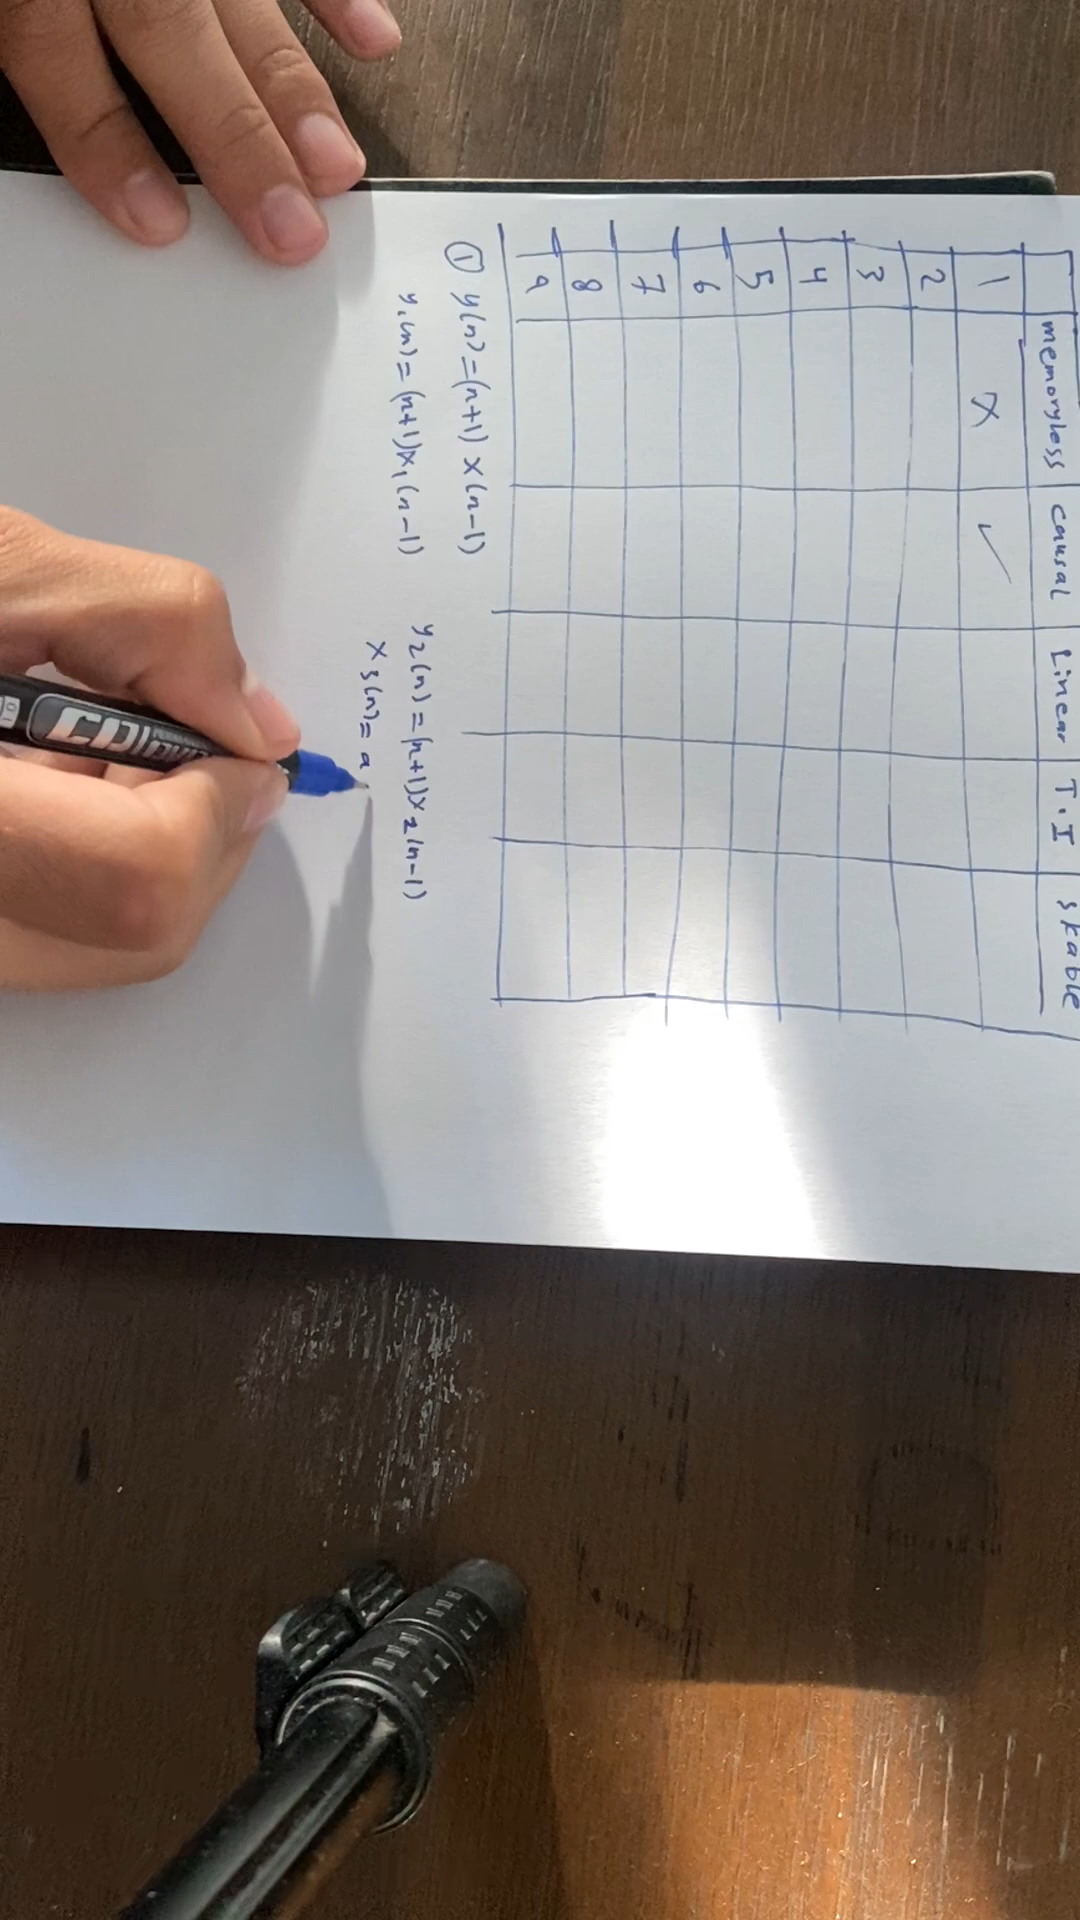 memoryless causal Linear T.I skable
1 X ✓
2
3
4
5
6
7
8
9
① y(n)=(n+1) x(n-1)
y₁(n)=(n+1)x₁(n-1) y₂(n)=(n+1)x₂(n-1)
x₃(n)= a